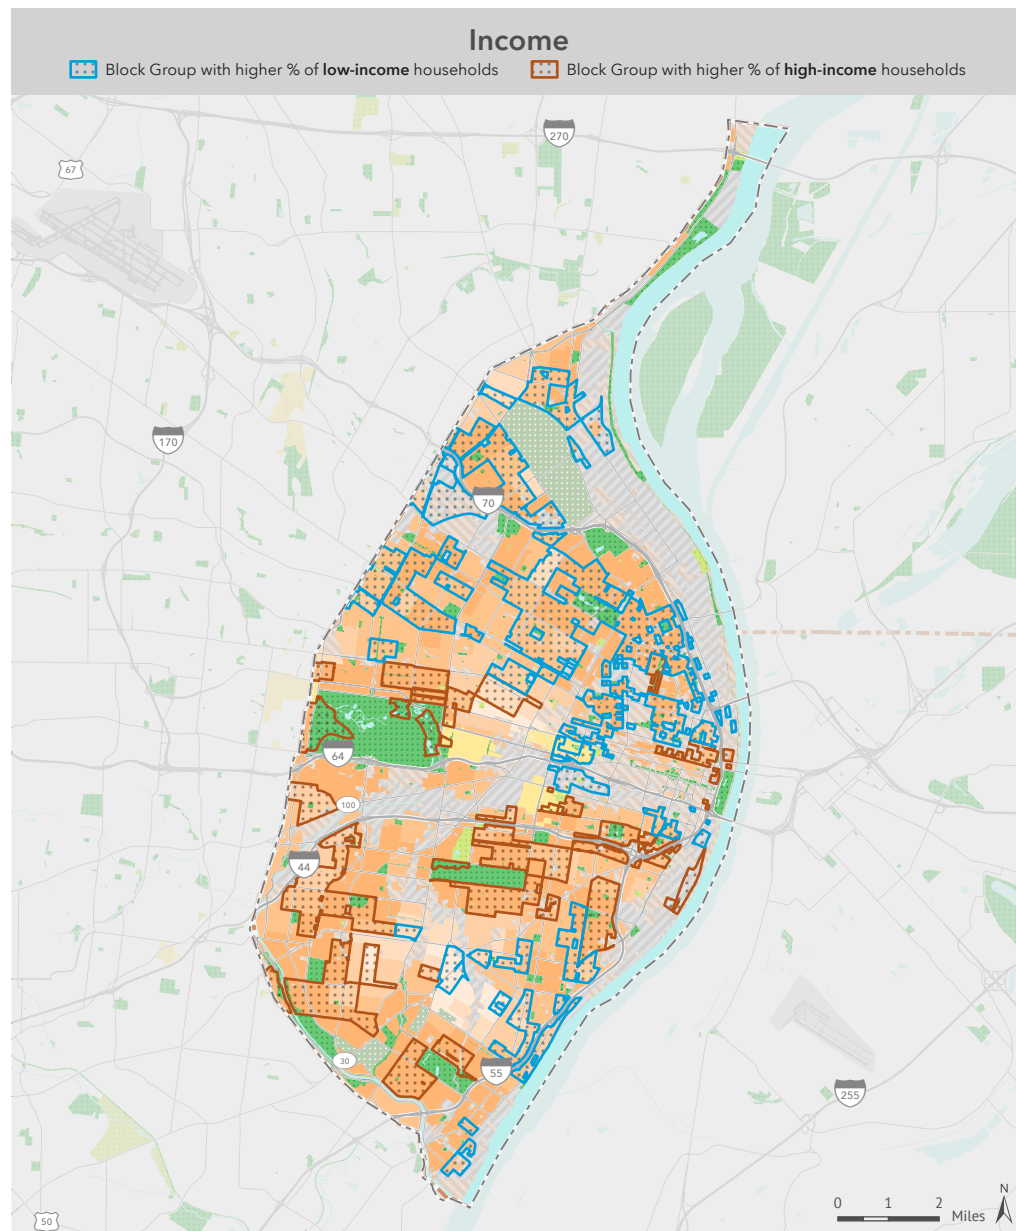 Income
Block Group with higher % of low-income households
Block Group with higher % of high-income households
270
67
170
70
64
100
44
30
55
255
50
N
0 1 2 Miles